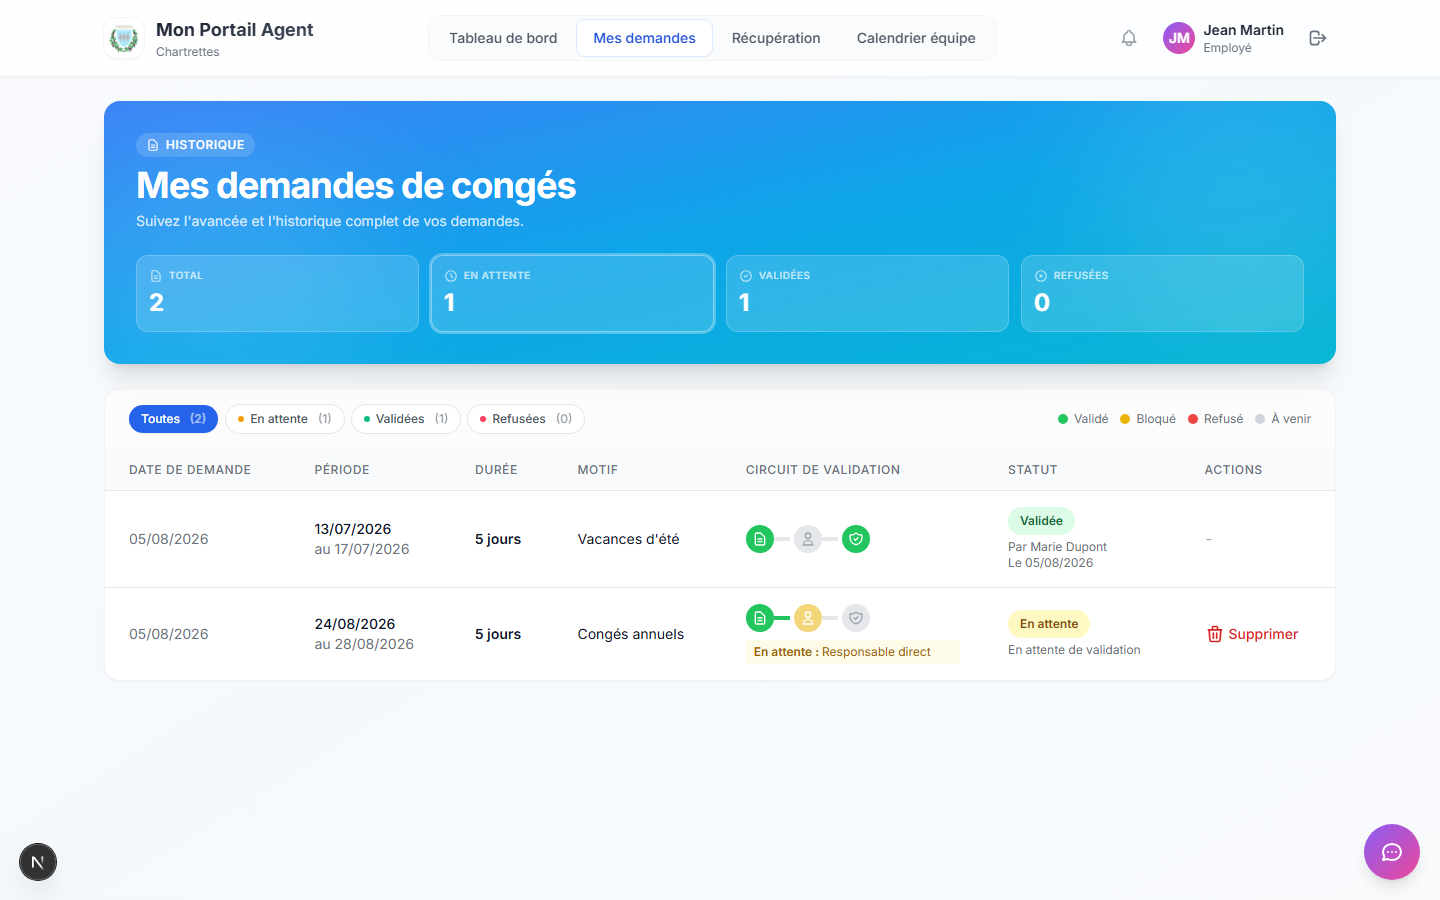 Mon Portail Agent
Chartrettes
Tableau de bord
Mes demandes
Récupération
Calendrier équipe
JM
Jean Martin
Employé
HISTORIQUE
Mes demandes de congés
Suivez l'avancée et l'historique complet de vos demandes.
TOTAL
2
EN ATTENTE
1
VALIDÉES
1
REFUSÉES
0
Toutes (2)
En attente (1)
Validées (1)
Refusées (0)
Validé
Bloqué
Refusé
À venir
DATE DE DEMANDE
PÉRIODE
DURÉE
MOTIF
CIRCUIT DE VALIDATION
STATUT
ACTIONS
05/08/2026
13/07/2026
au 17/07/2026
5 jours
Vacances d'été
Validée
Par Marie Dupont
Le 05/08/2026
-
05/08/2026
24/08/2026
au 28/08/2026
5 jours
Congés annuels
En attente : Responsable direct
En attente
En attente de validation
Supprimer
N